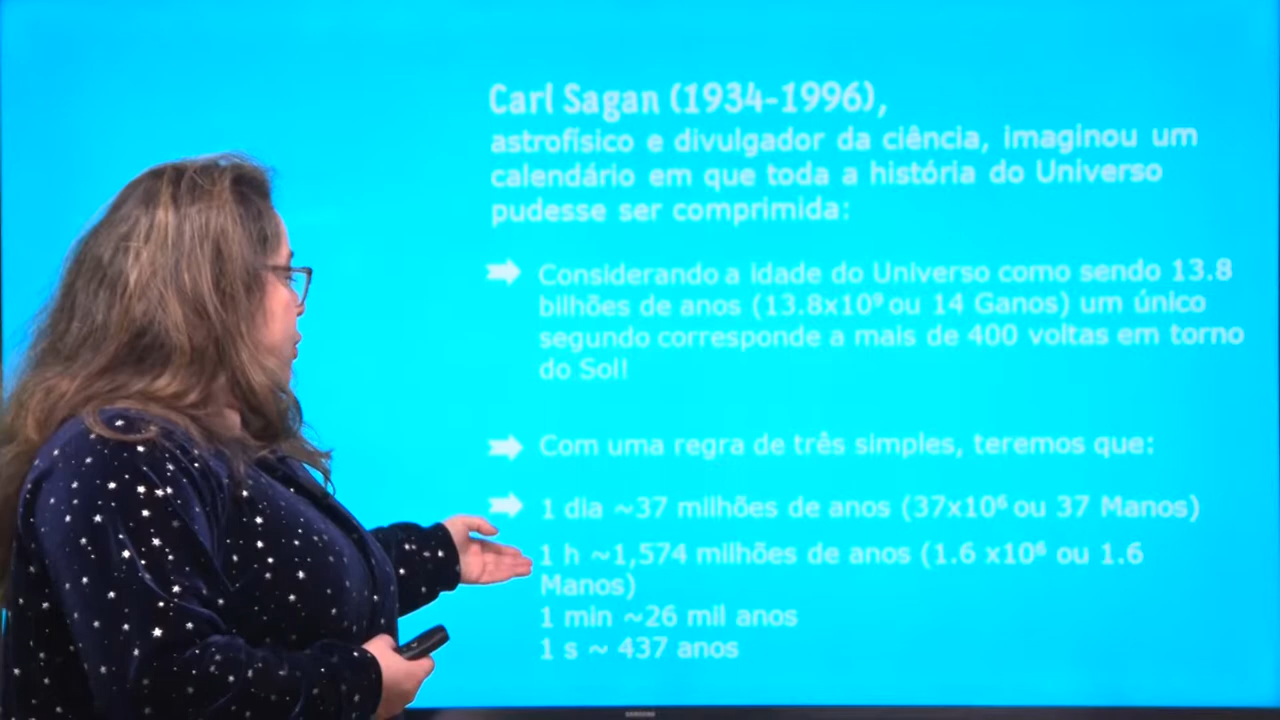 Carl Sagan (1934-1996),
astrofísico e divulgador da ciência, imaginou um
calendário em que toda a história do Universo
pudesse ser comprimida:
Considerando a idade do Universo como sendo 13.8
bilhões de anos (13.8x10⁹ ou 14 Ganos) um único
segundo corresponde a mais de 400 voltas em torno
do Sol!
Com uma regra de três simples, teremos que:
1 dia ~37 milhões de anos (37x10⁶ ou 37 Manos)
1 h ~1,574 milhões de anos (1.6 x10⁶ ou 1.6
Manos)
1 min ~26 mil anos
1 s ~ 437 anos
SAMSUNG